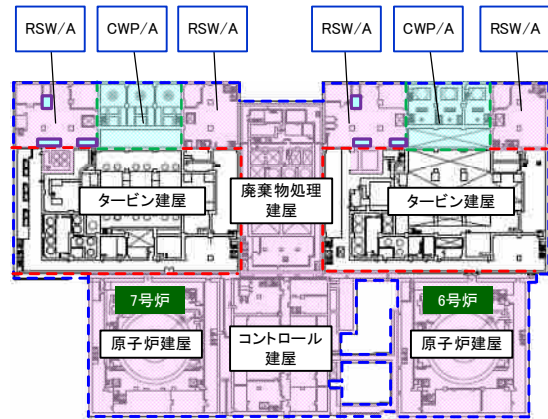 RSW/A
CWP/A
RSW/A
RSW/A
CWP/A
RSW/A
タービン建屋
廃棄物処理
建屋
タービン建屋
7号炉
6号炉
原子炉建屋
コントロール
建屋
原子炉建屋